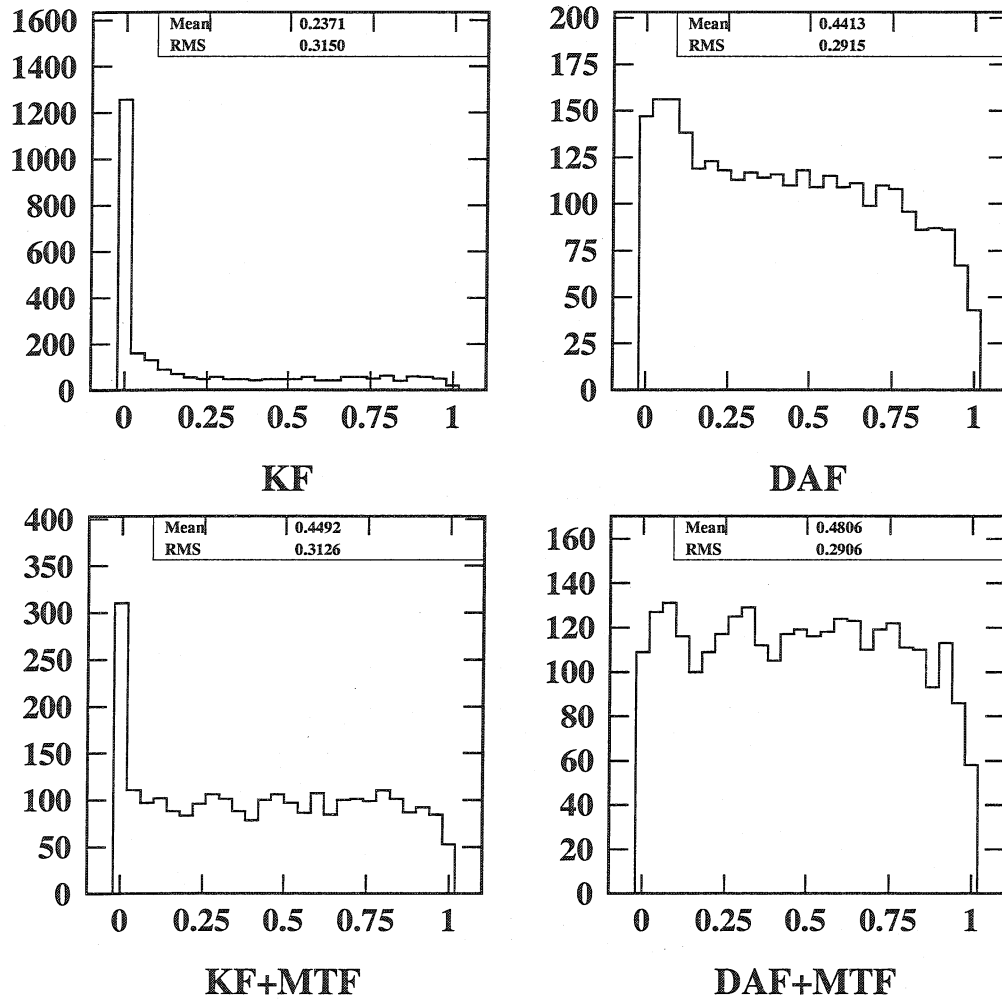 Mean 0.2371
RMS 0.3150
1600
1400
1200
1000
800
600
400
200
0
0 0.25 0.5 0.75 1
KF
Mean 0.4413
RMS 0.2915
200
175
150
125
100
75
50
25
0
0 0.25 0.5 0.75 1
DAF
Mean 0.4492
RMS 0.3126
400
350
300
250
200
150
100
50
0
0 0.25 0.5 0.75 1
KF+MTF
Mean 0.4806
RMS 0.2906
160
140
120
100
80
60
40
20
0
0 0.25 0.5 0.75 1
DAF+MTF